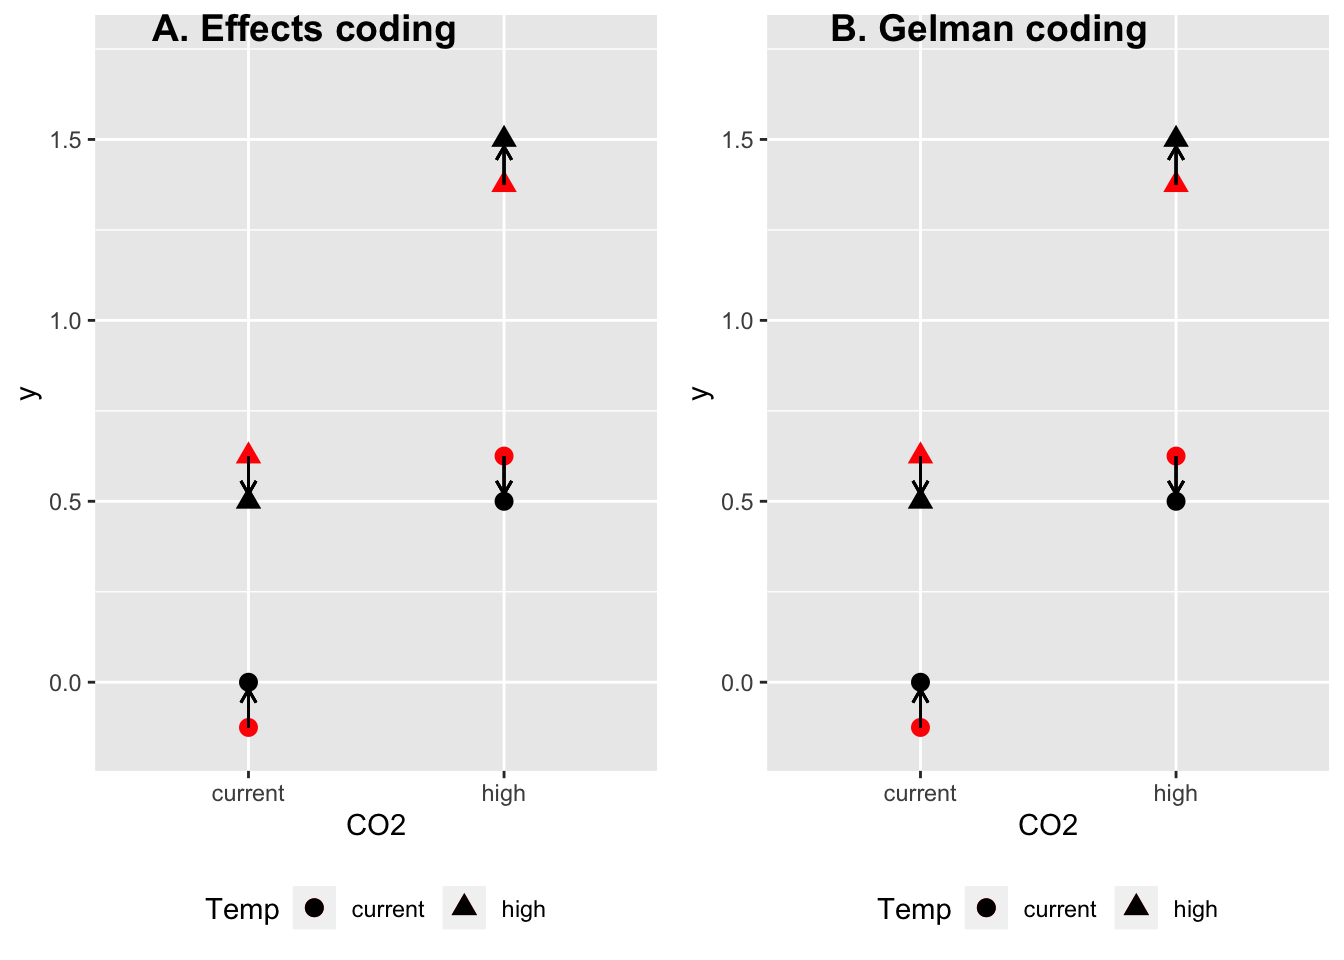 A. Effects coding
1.5
1.0
0.5
0.0
y
current high
CO2
Temp current high
B. Gelman coding
1.5
1.0
0.5
0.0
y
current high
CO2
Temp current high